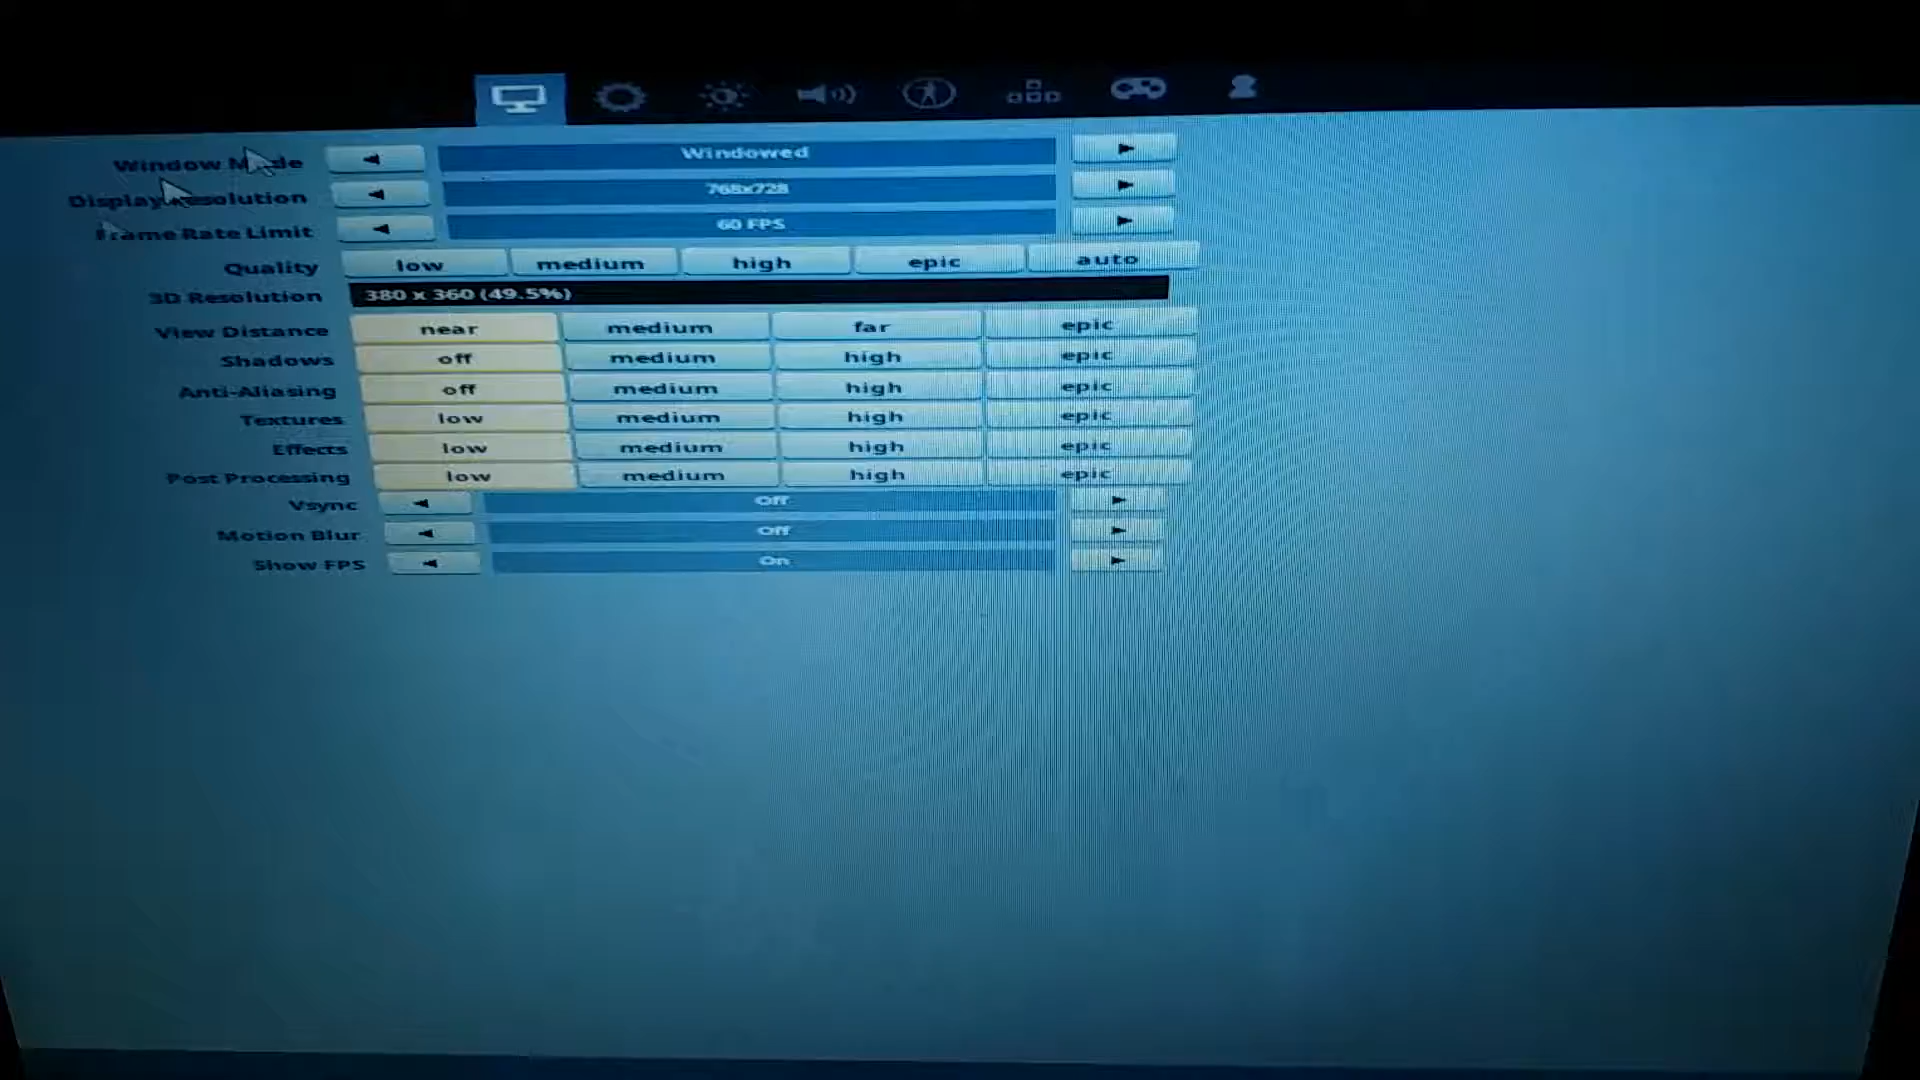 Window Mode Windowed
Display Resolution 768x728
Frame Rate Limit 60 FPS
Quality low medium high epic auto
3D Resolution 380 x 360 (49.5%)
View Distance near medium far epic
Shadows off medium high epic
Anti-Aliasing off medium high epic
Textures low medium high epic
Effects low medium high epic
Post Processing low medium high epic
Vsync Off
Motion Blur Off
Show FPS On